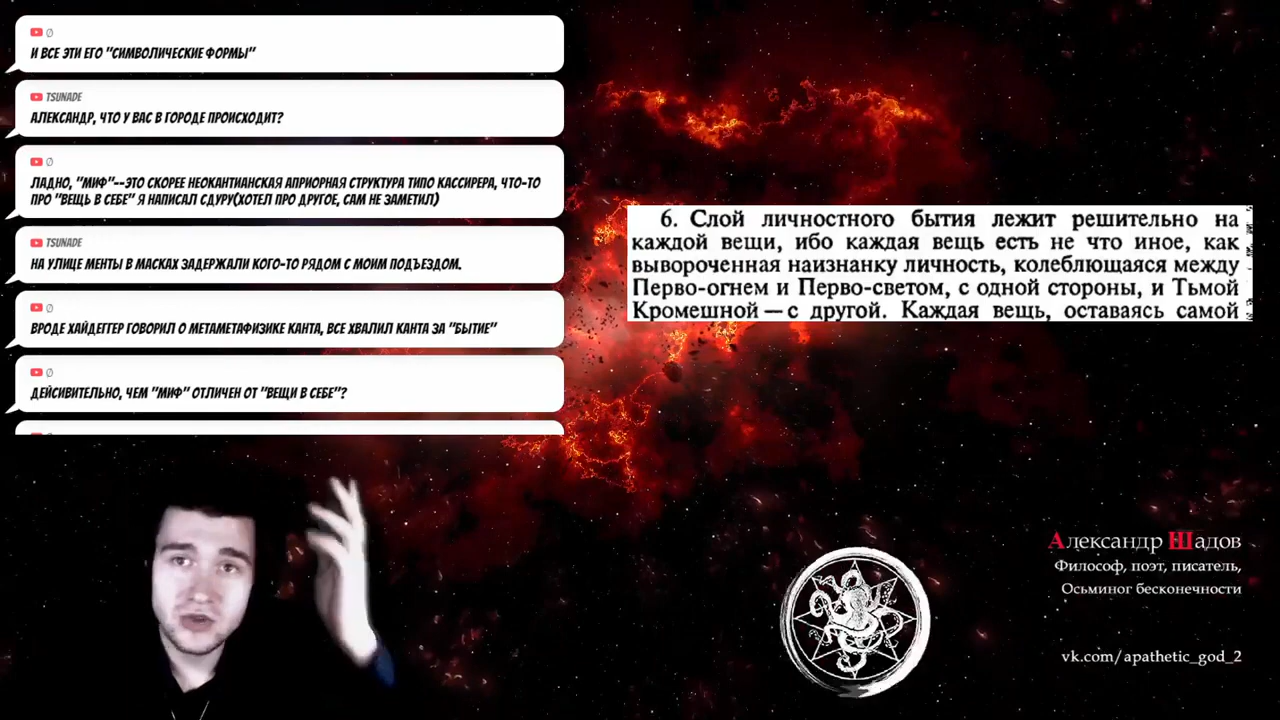 Ø
И ВСЕ ЭТИ ЕГО "СИМВОЛИЧЕСКИЕ ФОРМЫ"
TSUNADE
АЛЕКСАНДР, ЧТО У ВАС В ГОРОДЕ ПРОИСХОДИТ?
Ø
ЛАДНО, "МИФ"--ЭТО СКОРЕЕ НЕОКАНТИАНСКАЯ АПРИОРНАЯ СТРУКТУРА ТИПО КАССИРЕРА, ЧТО-ТО
ПРО "ВЕЩЬ В СЕБЕ" Я НАПИСАЛ СДУРУ(ХОТЕЛ ПРО ДРУГОЕ, САМ НЕ ЗАМЕТИЛ)
TSUNADE
НА УЛИЦЕ МЕНТЫ В МАСКАХ ЗАДЕРЖАЛИ КОГО-ТО РЯДОМ С МОИМ ПОДЪЕЗДОМ.
Ø
ВРОДЕ ХАЙДЕГГЕР ГОВОРИЛ О МЕТАМЕТАФИЗИКЕ КАНТА, ВСЕ ХВАЛИЛ КАНТА ЗА "БЫТИЕ"
Ø
ДЕЙСИВИТЕЛЬНО, ЧЕМ "МИФ" ОТЛИЧЕН ОТ "ВЕЩИ В СЕБЕ"?
6. Слой личностного бытия лежит решительно на
каждой вещи, ибо каждая вещь есть не что иное, как
вывороченная наизнанку личность, колеблющаяся между
Перво-огнем и Перво-светом, с одной стороны, и Тьмой
Кромешной — с другой. Каждая вещь, оставаясь самой
Александр Шадов
Философ, поэт, писатель,
Осьминог бесконечности
vk.com/apathetic_god_2